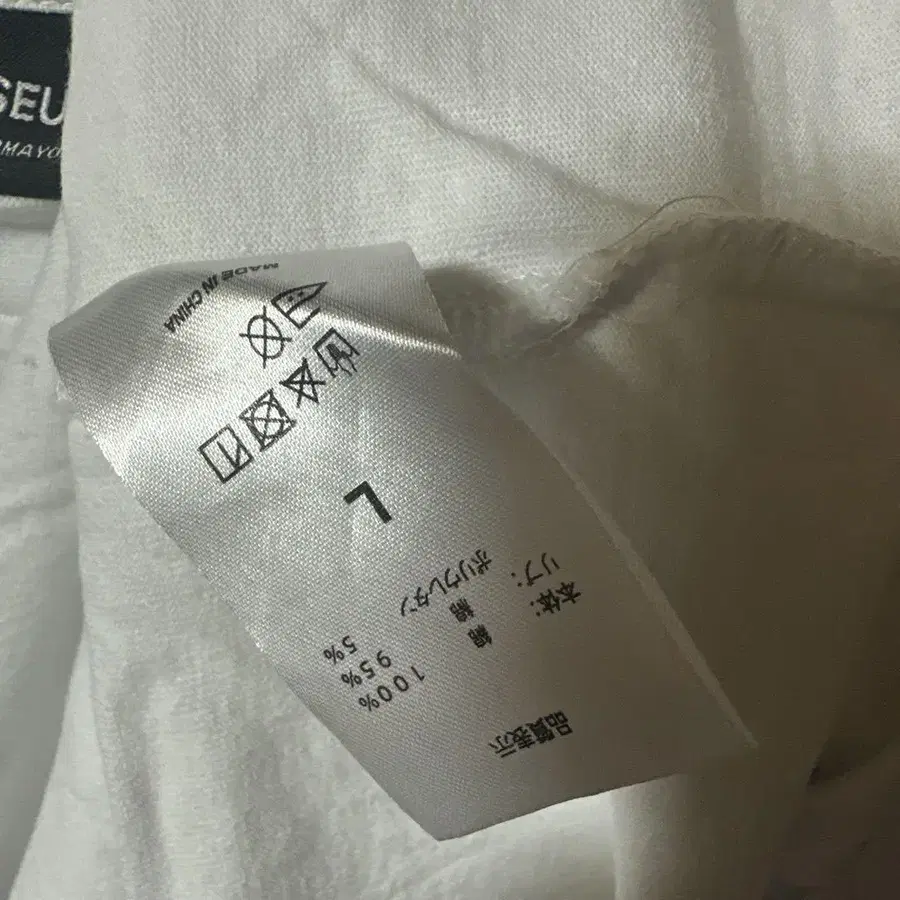 SEU
MAYO
品質表示
本体: 綿 100%
リブ: 綿 95%
ポリウレタン 5%
L
MADE IN CHINA